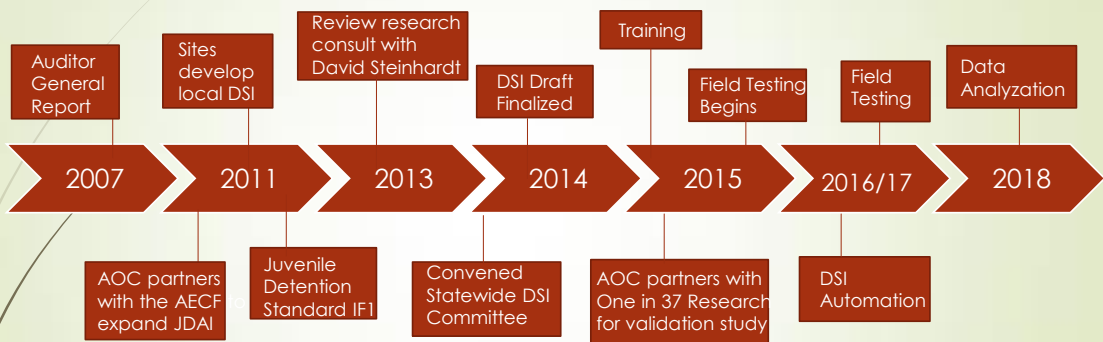 Auditor
General
Report
Sites
develop
local DSI
Review research
consult with
David Steinhardt
DSI Draft
Finalized
Training
Field Testing
Begins
Field
Testing
Data
Analyzation
2007
2011
2013
2014
2015
2016/17
2018
AOC partners
with the AECF to
expand JDAI
Juvenile
Detention
Standard IF1
Convened
Statewide DSI
Committee
AOC partners with
One in 37 Research
for validation study
DSI
Automation